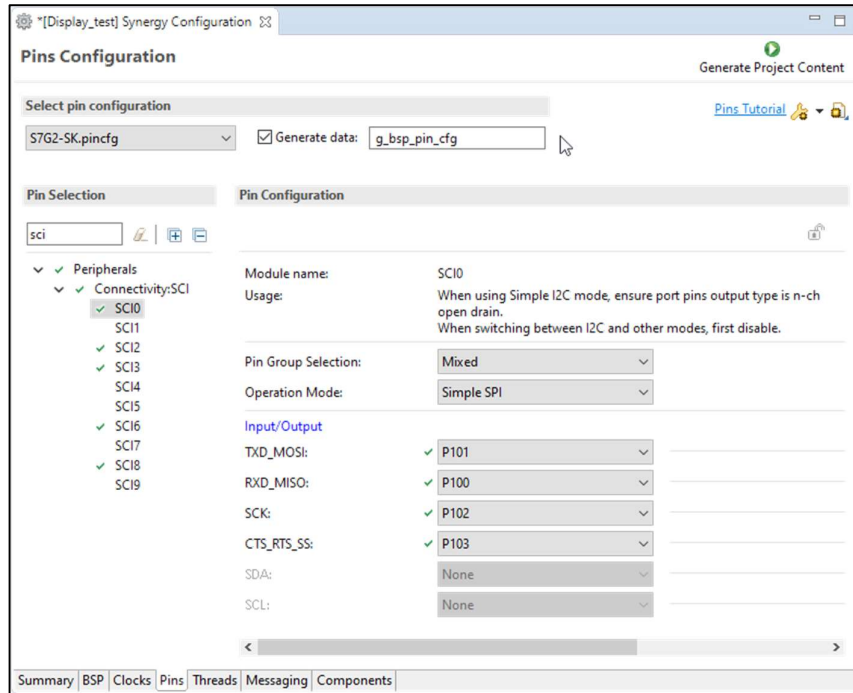 *[Display_test] Synergy Configuration
Pins Configuration
Generate Project Content
Select pin configuration
Pins Tutorial
S7G2-SK.pincfg
Generate data:
g_bsp_pin_cfg
Pin Selection
Pin Configuration
sci
Peripherals
Connectivity:SCI
SCI0
SCI1
SCI2
SCI3
SCI4
SCI5
SCI6
SCI7
SCI8
SCI9
Module name: SCI0
Usage: When using Simple I2C mode, ensure port pins output type is n-ch
open drain.
When switching between I2C and other modes, first disable.
Pin Group Selection: Mixed
Operation Mode: Simple SPI
Input/Output
TXD_MOSI: P101
RXD_MISO: P100
SCK: P102
CTS_RTS_SS: P103
SDA: None
SCL: None
Summary BSP Clocks Pins Threads Messaging Components